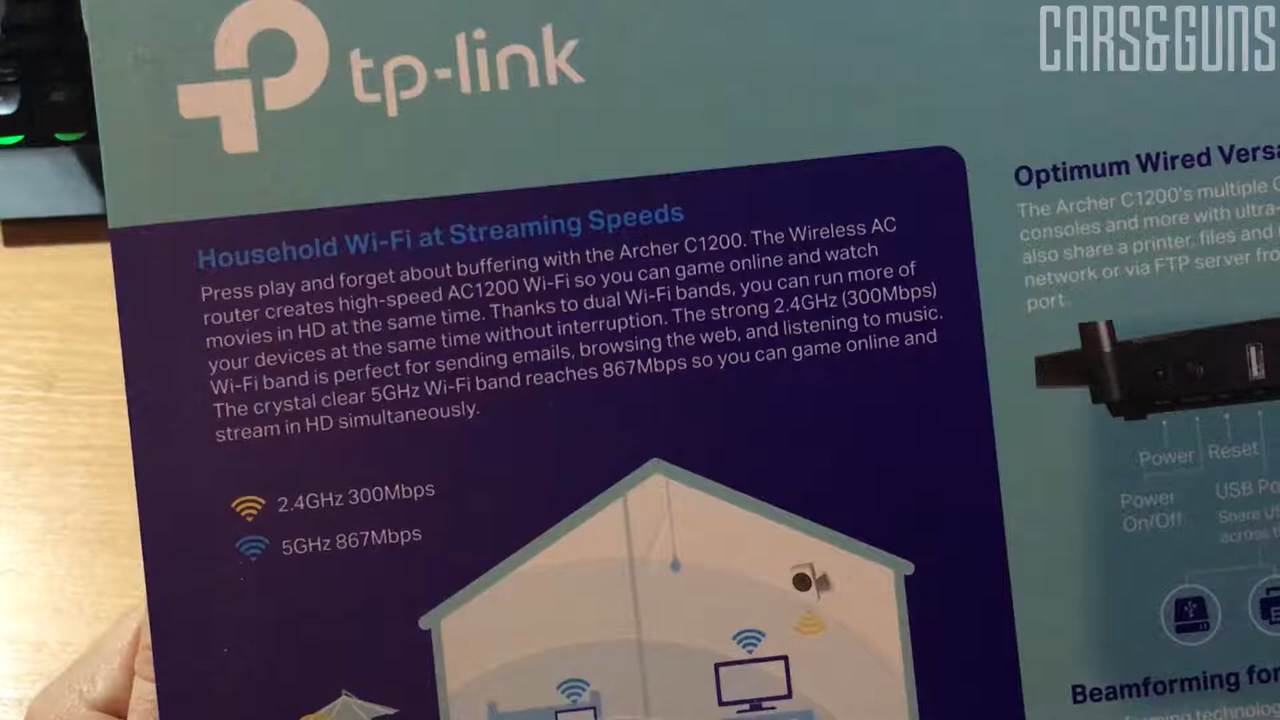 CARS&GUNS
tp-link
Household Wi-Fi at Streaming Speeds
Press play and forget about buffering with the Archer C1200. The Wireless AC
router creates high-speed AC1200 Wi-Fi so you can game online and watch
movies in HD at the same time. Thanks to dual Wi-Fi bands, you can run more of
your devices at the same time without interruption. The strong 2.4GHz (300Mbps)
Wi-Fi band is perfect for sending emails, browsing the web, and listening to music.
The crystal clear 5GHz Wi-Fi band reaches 867Mbps so you can game online and
stream in HD simultaneously.
2.4GHz 300Mbps
5GHz 867Mbps
Optimum Wired
The Archer C1200's multiple
consoles and more with
also share a printer, files and
network or via FTP server
port.
Power
Reset
Power
On/Off
USB
Share
across
Beamforming for